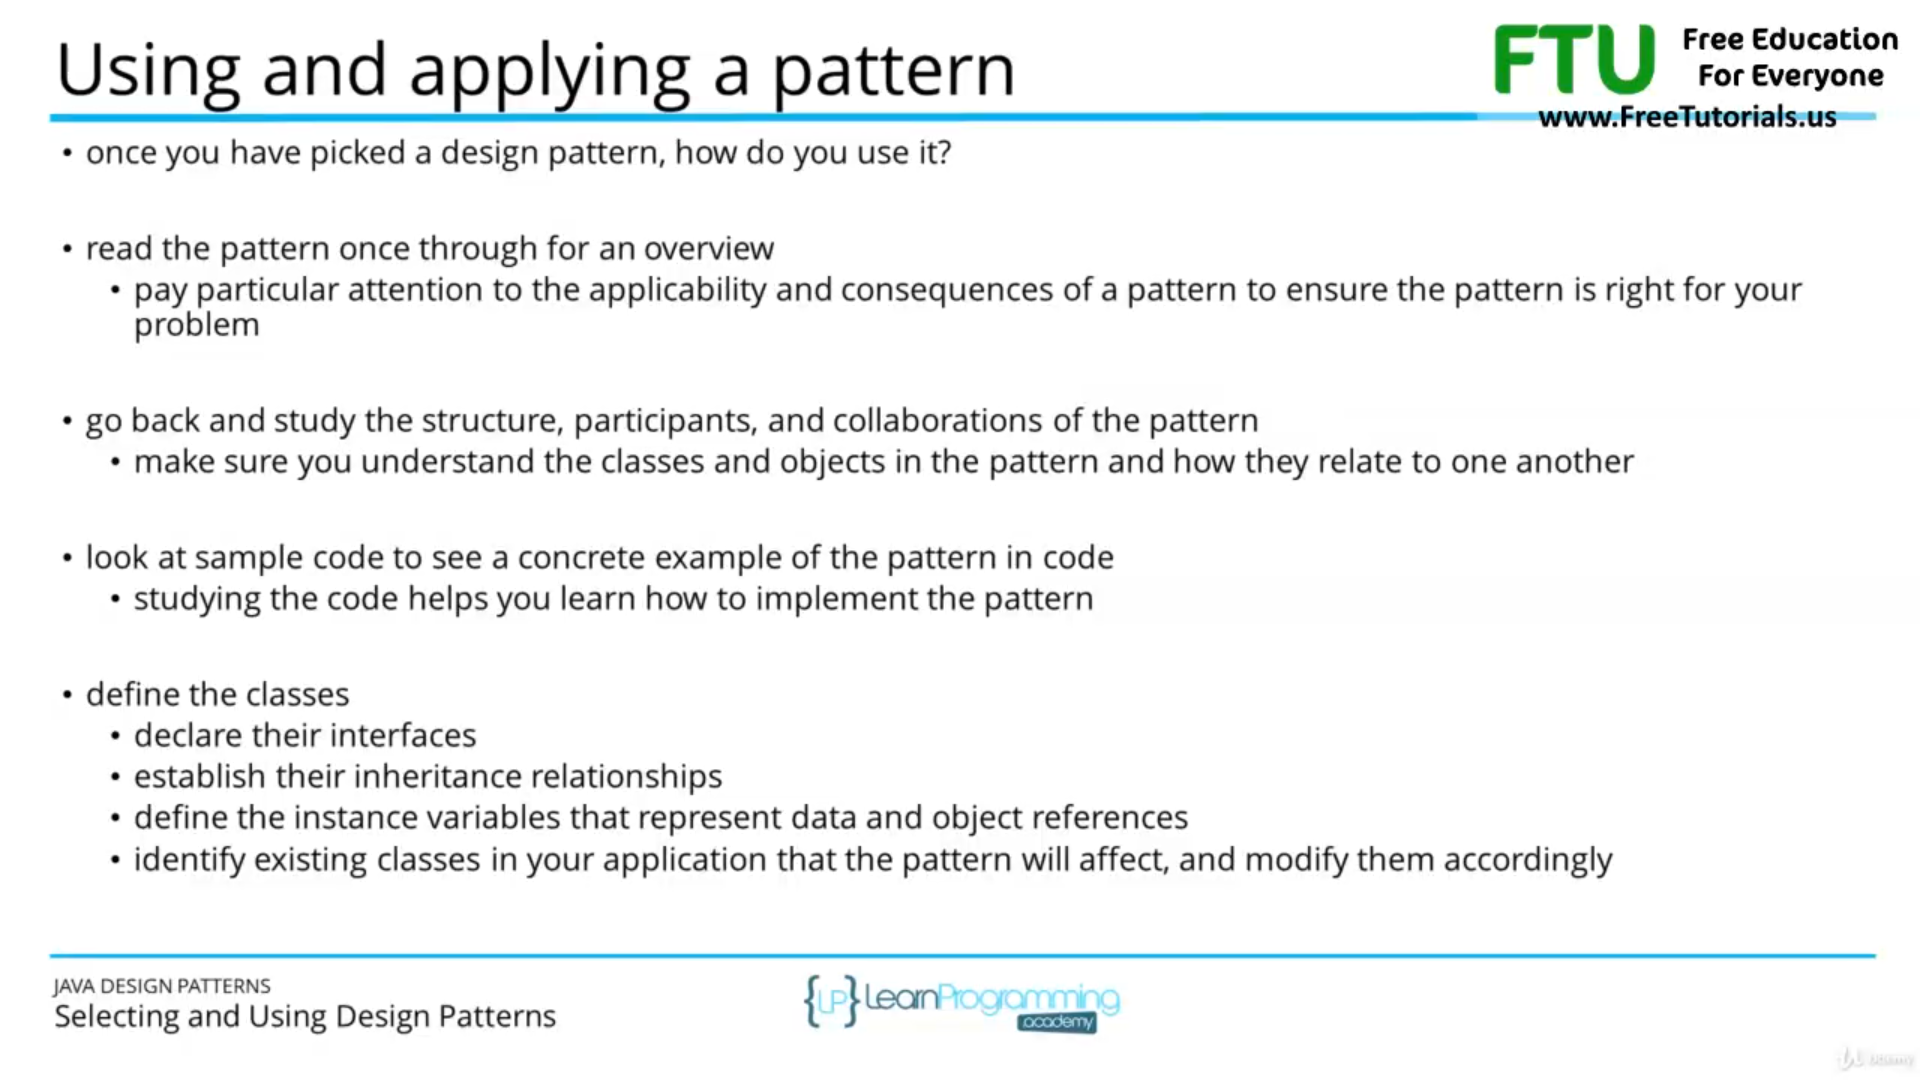 Using and applying a pattern
FTU
Free Education
For Everyone
www.FreeTutorials.us
• once you have picked a design pattern, how do you use it?
• read the pattern once through for an overview
• pay particular attention to the applicability and consequences of a pattern to ensure the pattern is right for your
problem
• go back and study the structure, participants, and collaborations of the pattern
• make sure you understand the classes and objects in the pattern and how they relate to one another
• look at sample code to see a concrete example of the pattern in code
• studying the code helps you learn how to implement the pattern
• define the classes
• declare their interfaces
• establish their inheritance relationships
• define the instance variables that represent data and object references
• identify existing classes in your application that the pattern will affect, and modify them accordingly
JAVA DESIGN PATTERNS
Selecting and Using Design Patterns
{LP} LearnProgramming
academy
Udemy